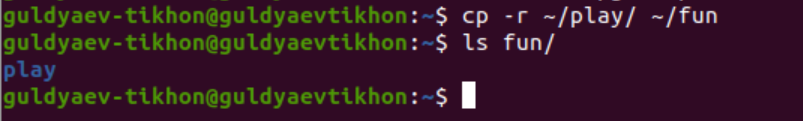 guldyaev-tikhon@guldyaevtikhon:~$ cp -r ~/play/ ~/fun
guldyaev-tikhon@guldyaevtikhon:~$ ls fun/
play
guldyaev-tikhon@guldyaevtikhon:~$